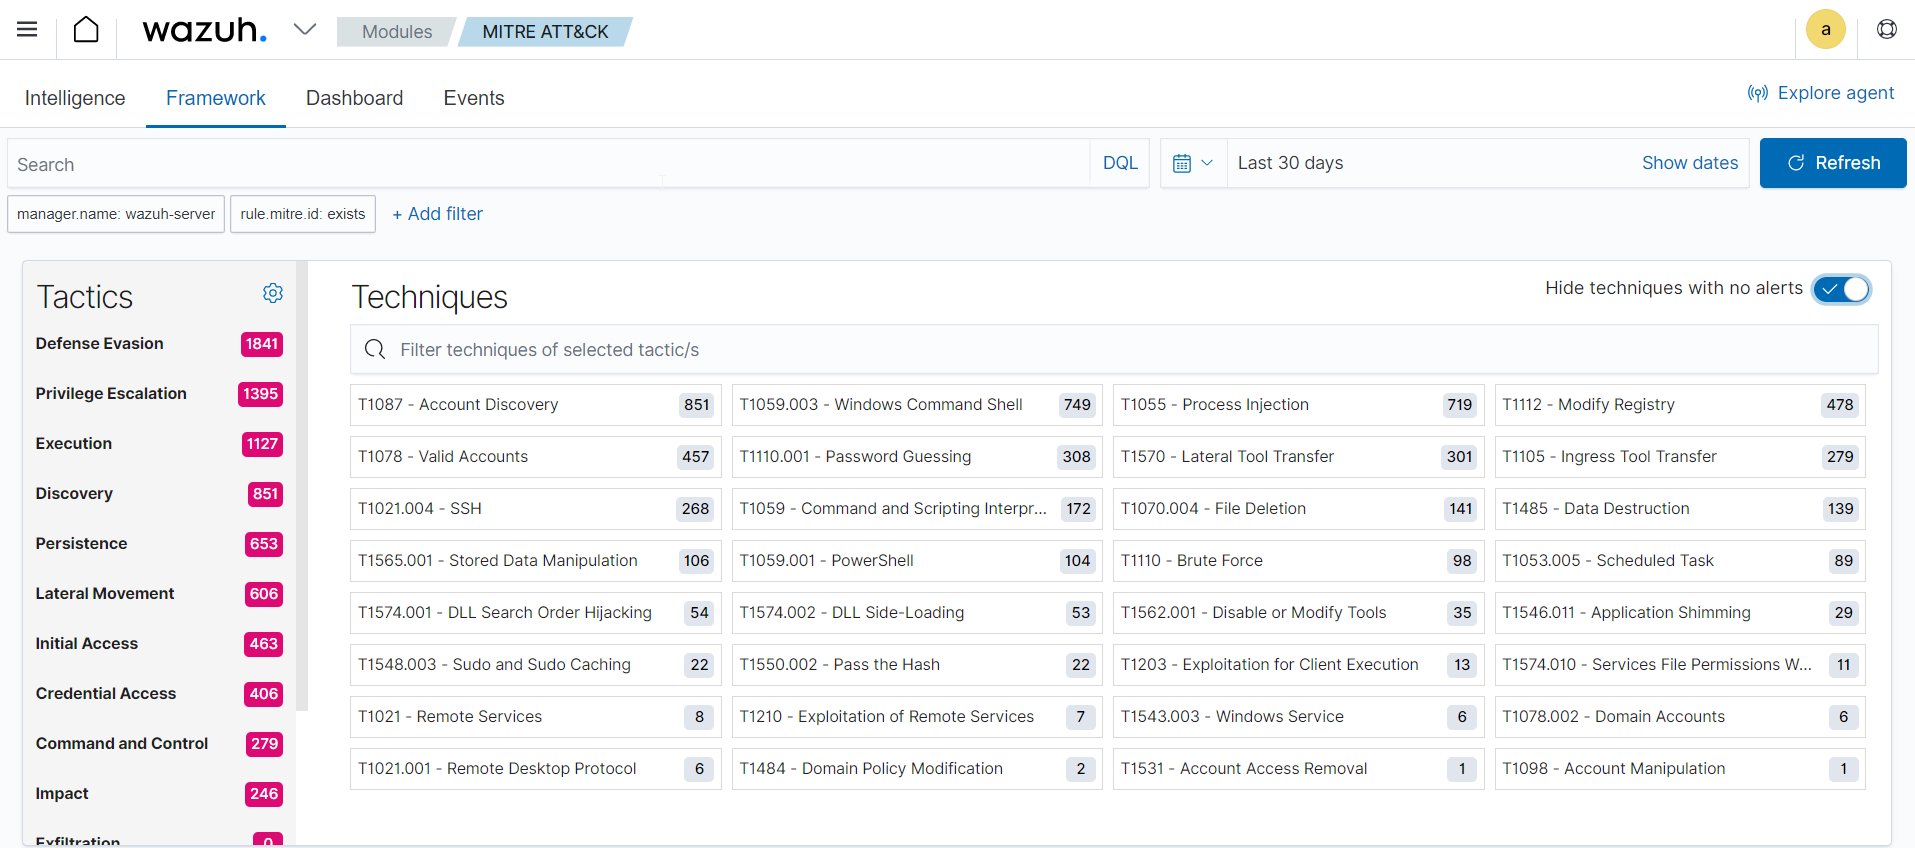 wazuh.
Modules
MITRE ATT&CK
a
Intelligence
Framework
Dashboard
Events
Explore agent
Search
DQL
Last 30 days
Show dates
Refresh
manager.name: wazuh-server
rule.mitre.id: exists
+ Add filter
Tactics
Defense Evasion 1841
Privilege Escalation 1395
Execution 1127
Discovery 851
Persistence 653
Lateral Movement 606
Initial Access 463
Credential Access 406
Command and Control 279
Impact 246
Exfiltration 0
Techniques
Hide techniques with no alerts
Filter techniques of selected tactic/s
T1087 - Account Discovery 851
T1059.003 - Windows Command Shell 749
T1055 - Process Injection 719
T1112 - Modify Registry 478
T1078 - Valid Accounts 457
T1110.001 - Password Guessing 308
T1570 - Lateral Tool Transfer 301
T1105 - Ingress Tool Transfer 279
T1021.004 - SSH 268
T1059 - Command and Scripting Interpr... 172
T1070.004 - File Deletion 141
T1485 - Data Destruction 139
T1565.001 - Stored Data Manipulation 106
T1059.001 - PowerShell 104
T1110 - Brute Force 98
T1053.005 - Scheduled Task 89
T1574.001 - DLL Search Order Hijacking 54
T1574.002 - DLL Side-Loading 53
T1562.001 - Disable or Modify Tools 35
T1546.011 - Application Shimming 29
T1548.003 - Sudo and Sudo Caching 22
T1550.002 - Pass the Hash 22
T1203 - Exploitation for Client Execution 13
T1574.010 - Services File Permissions W... 11
T1021 - Remote Services 8
T1210 - Exploitation of Remote Services 7
T1543.003 - Windows Service 6
T1078.002 - Domain Accounts 6
T1021.001 - Remote Desktop Protocol 6
T1484 - Domain Policy Modification 2
T1531 - Account Access Removal 1
T1098 - Account Manipulation 1